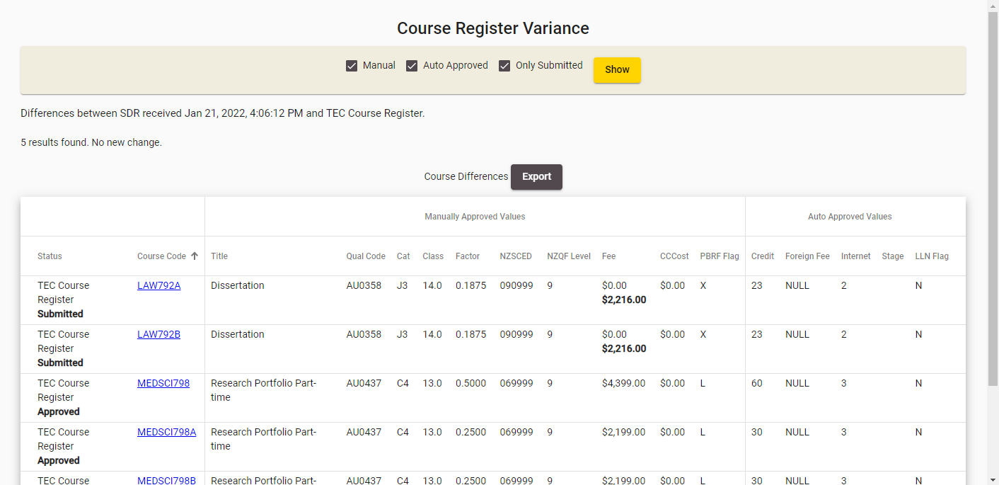 Course Register Variance
Manual Auto Approved Only Submitted Show
Differences between SDR received Jan 21, 2022, 4:06:12 PM and TEC Course Register.
5 results found. No new change.
Course Differences Export
Manually Approved Values Auto Approved Values
Status Course Code Title Qual Code Cat Class Factor NZSCED NZQF Level Fee CCCost PBRF Flag Credit Foreign Fee Internet Stage LLN Flag
TEC Course LAW792A Dissertation AU0358 J3 14.0 0.1875 090999 9 $0.00 $0.00 X 23 NULL 2 N
Register $2,216.00
Submitted
TEC Course LAW792B Dissertation AU0358 J3 14.0 0.1875 090999 9 $0.00 $0.00 X 23 NULL 2 N
Register $2,216.00
Submitted
TEC Course MEDSCI798 Research Portfolio Part- AU0437 C4 13.0 0.5000 069999 9 $4,399.00 $0.00 L 60 NULL 3 N
Register time
Approved
TEC Course MEDSCI798A Research Portfolio Part- AU0437 C4 13.0 0.2500 069999 9 $2,199.00 $0.00 L 30 NULL 3 N
Register time
Approved
TEC Course MEDSCI798B Research Portfolio Part- AU0437 C4 13.0 0.2500 069999 9 $2,199.00 $0.00 L 30 NULL 3 N